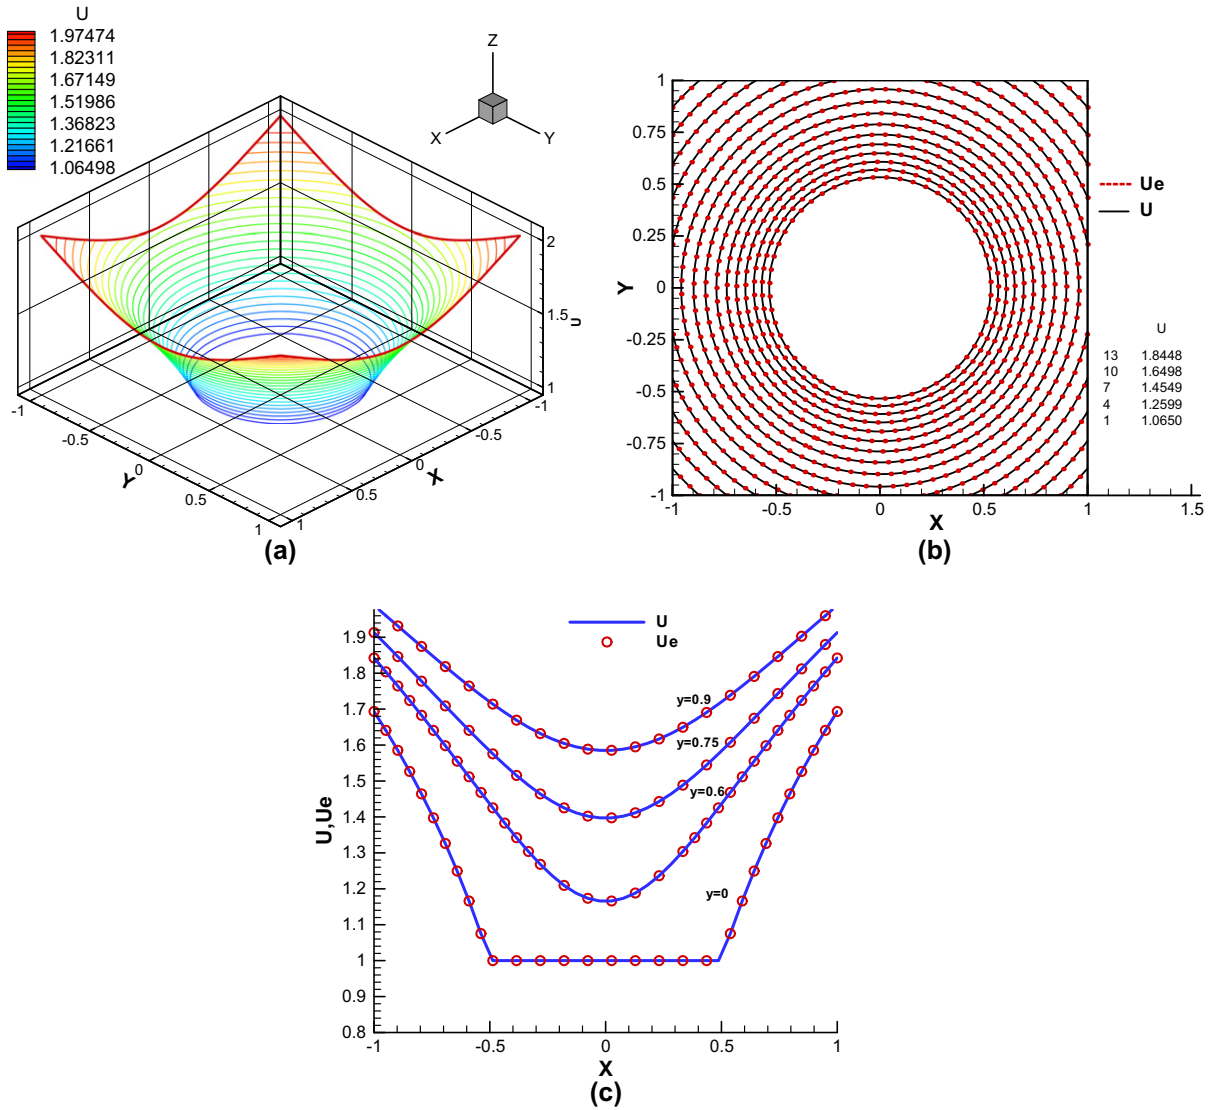 U
1.97474
1.82311
1.67149
1.51986
1.36823
1.21661
1.06498
Z
X
Y
2
1.5
1
U
-1
-0.5
0
0.5
1
Y
-1
-0.5
0
0.5
1
X
(a)
1
0.75
0.5
0.25
0
-0.25
-0.5
-0.75
-1
Y
-1
-0.5
0
0.5
1
1.5
X
Ue
U
U
13 1.8448
10 1.6498
7 1.4549
4 1.2599
1 1.0650
(b)
U
Ue
1.9
1.8
1.7
1.6
1.5
1.4
1.3
1.2
1.1
1
0.9
0.8
U,Ue
y=0.9
y=0.75
y=0.6
y=0
-1
-0.5
0
0.5
1
X
(c)